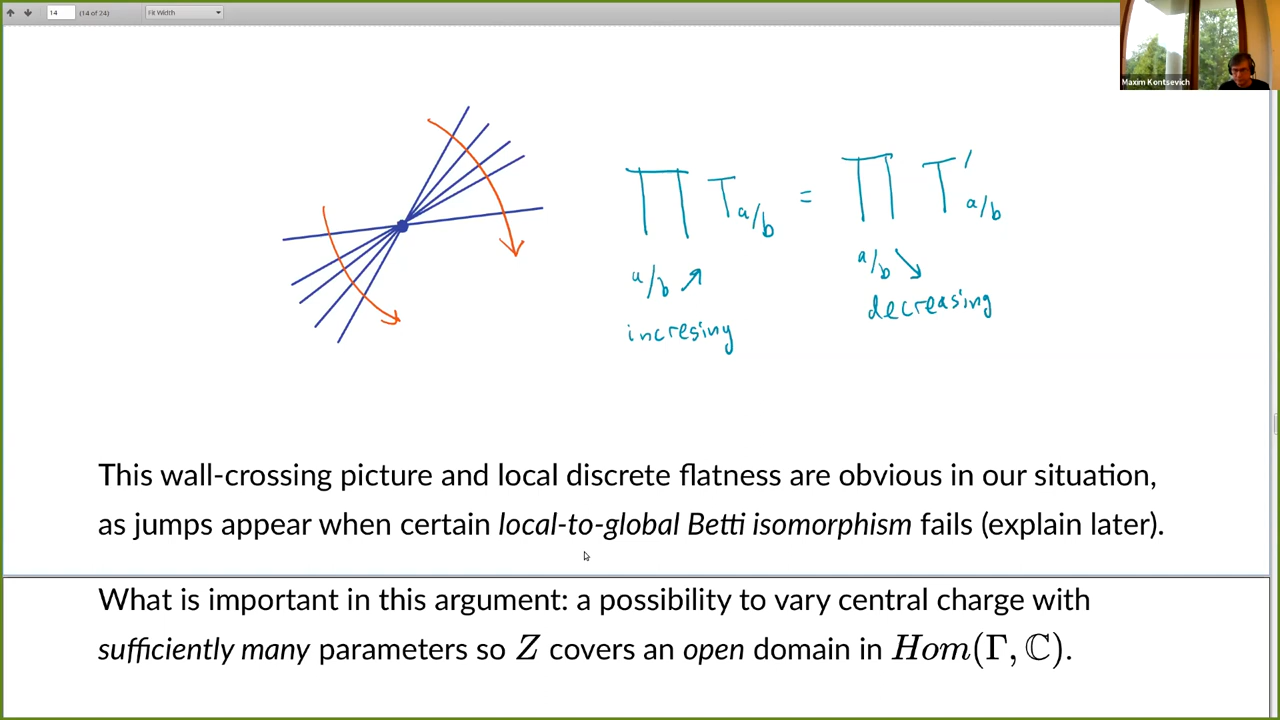 14 (14 of 24) Fit Width
Maxim Kontsevich
∏ T_{a/b} = ∏ T'_{a/b}
a/b ↗ a/b ↘
incresing decreasing
This wall-crossing picture and local discrete flatness are obvious in our situation,
as jumps appear when certain local-to-global Betti isomorphism fails (explain later).
What is important in this argument: a possibility to vary central charge with
sufficiently many parameters so Z covers an open domain in Hom(Γ, ℂ).